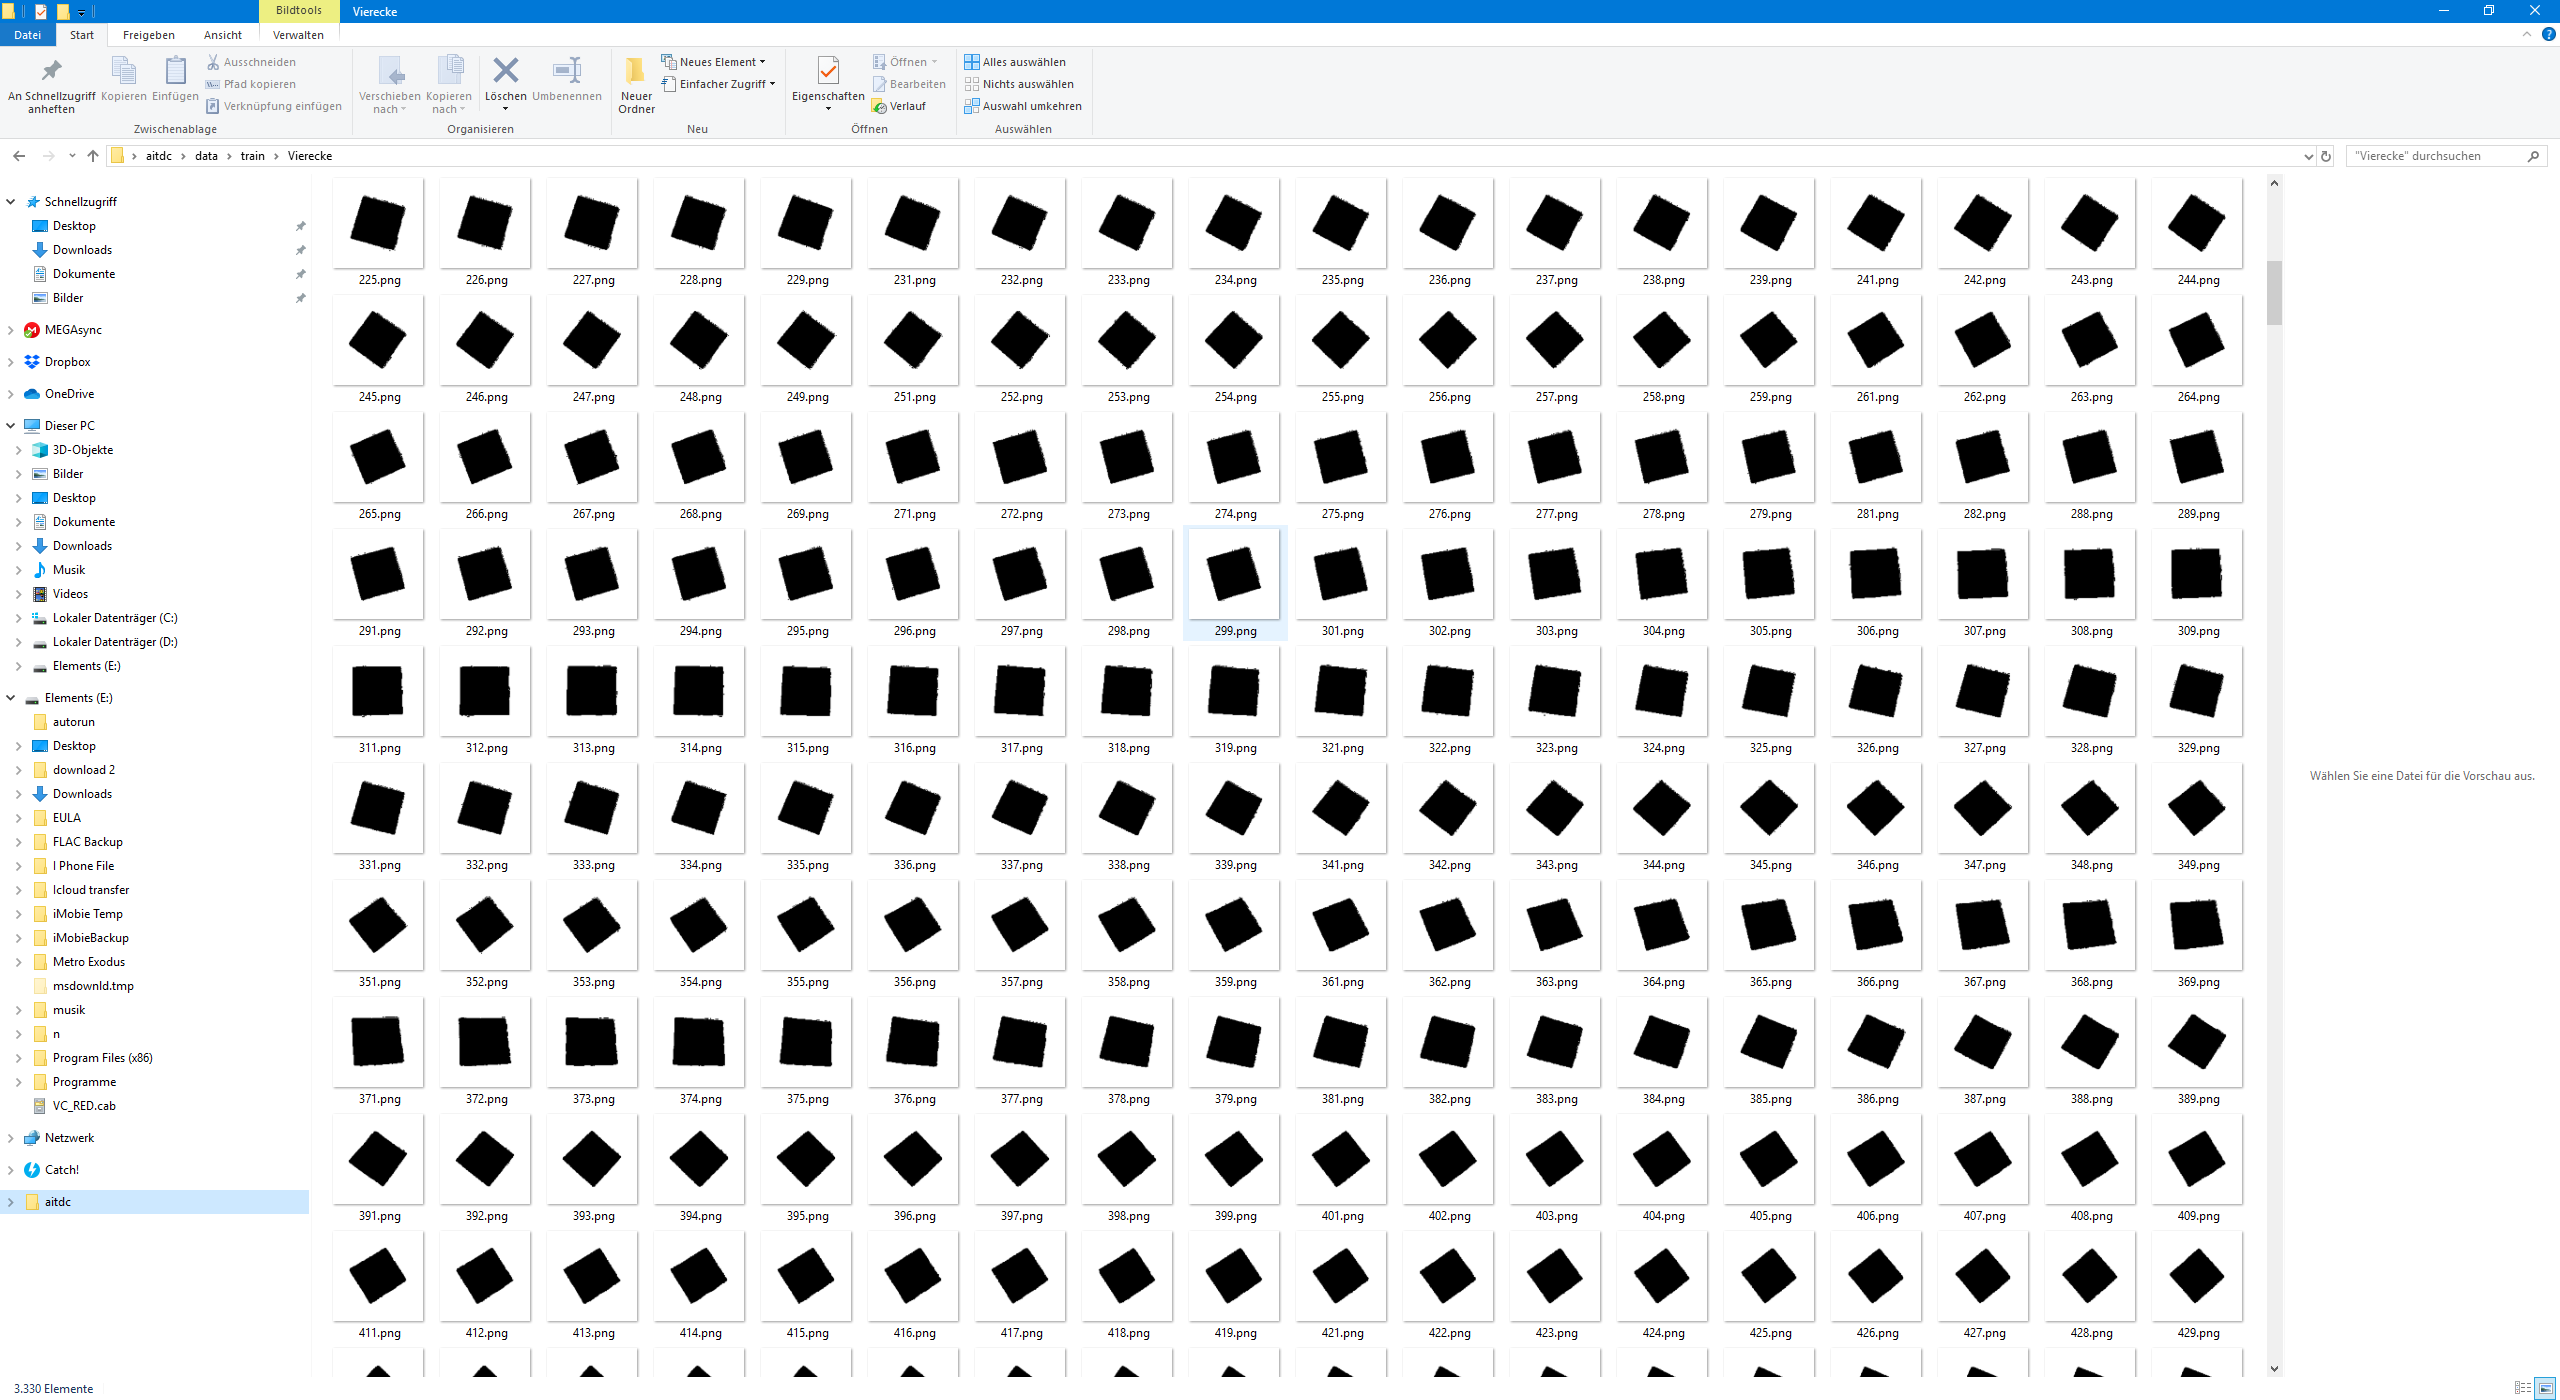 Bildtools
Vierecke
Datei
Start
Freigeben
Ansicht
Verwalten
An Schnellzugriff anheften
Kopieren
Einfügen
Ausschneiden
Pfad kopieren
Verknüpfung einfügen
Zwischenablage
Verschieben nach
Kopieren nach
Löschen
Umbenennen
Organisieren
Neuer Ordner
Neues Element
Einfacher Zugriff
Neu
Eigenschaften
Öffnen
Bearbeiten
Verlauf
Öffnen
Alles auswählen
Nichts auswählen
Auswahl umkehren
Auswählen
aitdc > data > train > Vierecke
"Vierecke" durchsuchen
Schnellzugriff
Desktop
Downloads
Dokumente
Bilder
MEGAsync
Dropbox
OneDrive
Dieser PC
3D-Objekte
Bilder
Desktop
Dokumente
Downloads
Musik
Videos
Lokaler Datenträger (C:)
Lokaler Datenträger (D:)
Elements (E:)
Elements (E:)
autorun
Desktop
download 2
Downloads
EULA
FLAC Backup
I Phone File
Icloud transfer
iMobie Temp
iMobieBackup
Metro Exodus
msdownld.tmp
musik
n
Program Files (x86)
Programme
VC_RED.cab
Netzwerk
Catch!
aitdc
225.png 226.png 227.png 228.png 229.png 231.png 232.png 233.png 234.png 235.png 236.png 237.png 238.png 239.png 241.png 242.png 243.png 244.png
245.png 246.png 247.png 248.png 249.png 251.png 252.png 253.png 254.png 255.png 256.png 257.png 258.png 259.png 261.png 262.png 263.png 264.png
265.png 266.png 267.png 268.png 269.png 271.png 272.png 273.png 274.png 275.png 276.png 277.png 278.png 279.png 281.png 282.png 288.png 289.png
291.png 292.png 293.png 294.png 295.png 296.png 297.png 298.png 299.png 301.png 302.png 303.png 304.png 305.png 306.png 307.png 308.png 309.png
311.png 312.png 313.png 314.png 315.png 316.png 317.png 318.png 319.png 321.png 322.png 323.png 324.png 325.png 326.png 327.png 328.png 329.png
331.png 332.png 333.png 334.png 335.png 336.png 337.png 338.png 339.png 341.png 342.png 343.png 344.png 345.png 346.png 347.png 348.png 349.png
351.png 352.png 353.png 354.png 355.png 356.png 357.png 358.png 359.png 361.png 362.png 363.png 364.png 365.png 366.png 367.png 368.png 369.png
371.png 372.png 373.png 374.png 375.png 376.png 377.png 378.png 379.png 381.png 382.png 383.png 384.png 385.png 386.png 387.png 388.png 389.png
391.png 392.png 393.png 394.png 395.png 396.png 397.png 398.png 399.png 401.png 402.png 403.png 404.png 405.png 406.png 407.png 408.png 409.png
411.png 412.png 413.png 414.png 415.png 416.png 417.png 418.png 419.png 421.png 422.png 423.png 424.png 425.png 426.png 427.png 428.png 429.png
Wählen Sie eine Datei für die Vorschau aus.
3.330 Elemente